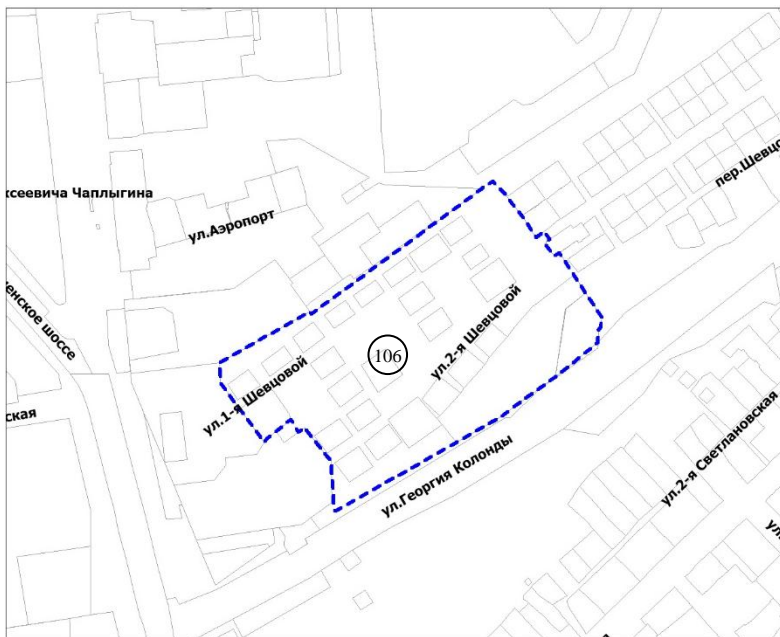 пер.Шевцо
ксеевича Чаплыгина
ул.Аэропорт
енское шоссе
ул.2-я Шевцовой
106
ул.1-я Шевцовой
ская
ул.2-я Светлановская
ул.Георгия Колонды
ул.